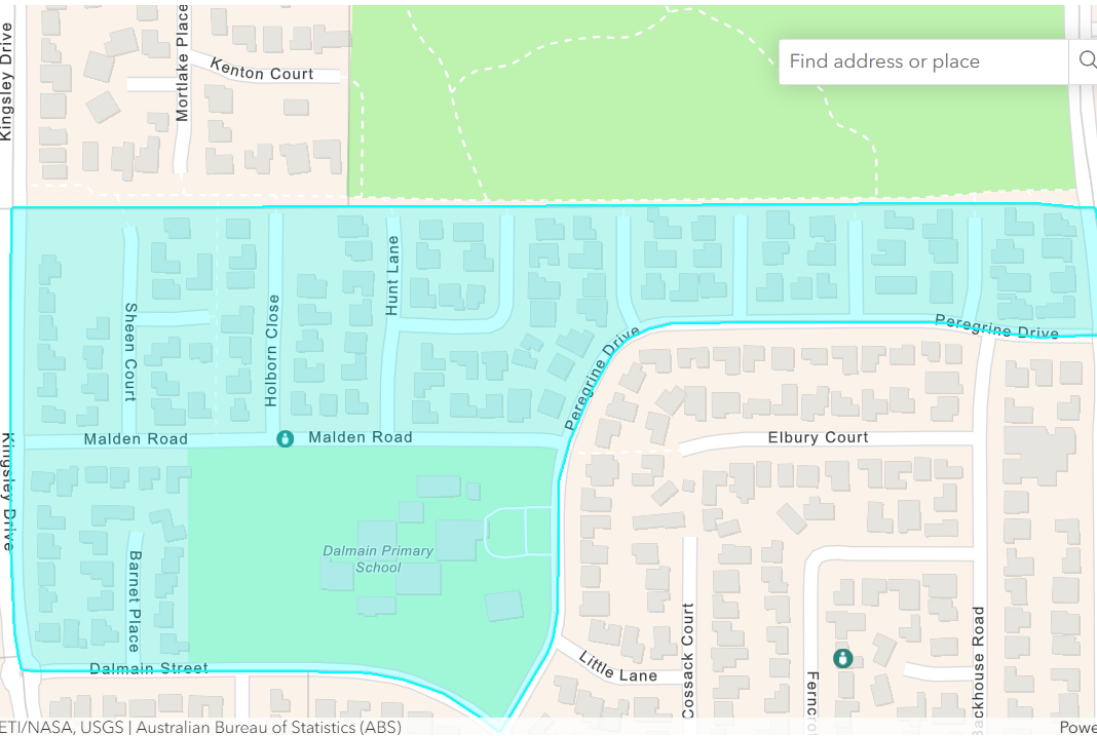 Kingsley Drive
Mortlake Place
Kenton Court
Find address or place
Sheen Court
Holborn Close
Hunt Lane
Peregrine Drive
Peregrine Drive
Malden Road
Malden Road
Elbury Court
Kingsley Drive
Dalmain Primary
School
Barnet Place
Dalmain Street
Little Lane
Cossack Court
Ferncro
Backhouse Road
ETI/NASA, USGS | Australian Bureau of Statistics (ABS)
Powe